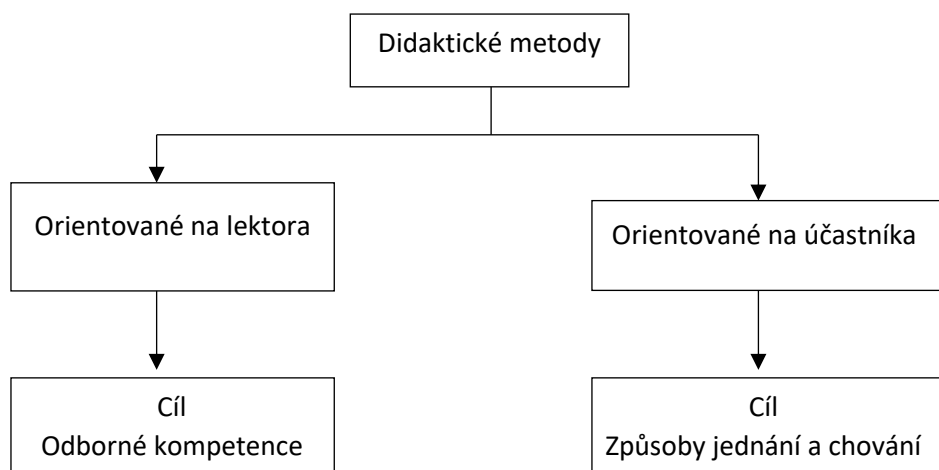 Didaktické metody
Orientované na lektora
Orientované na účastníka
Cíl
Odborné kompetence
Cíl
Způsoby jednání a chování